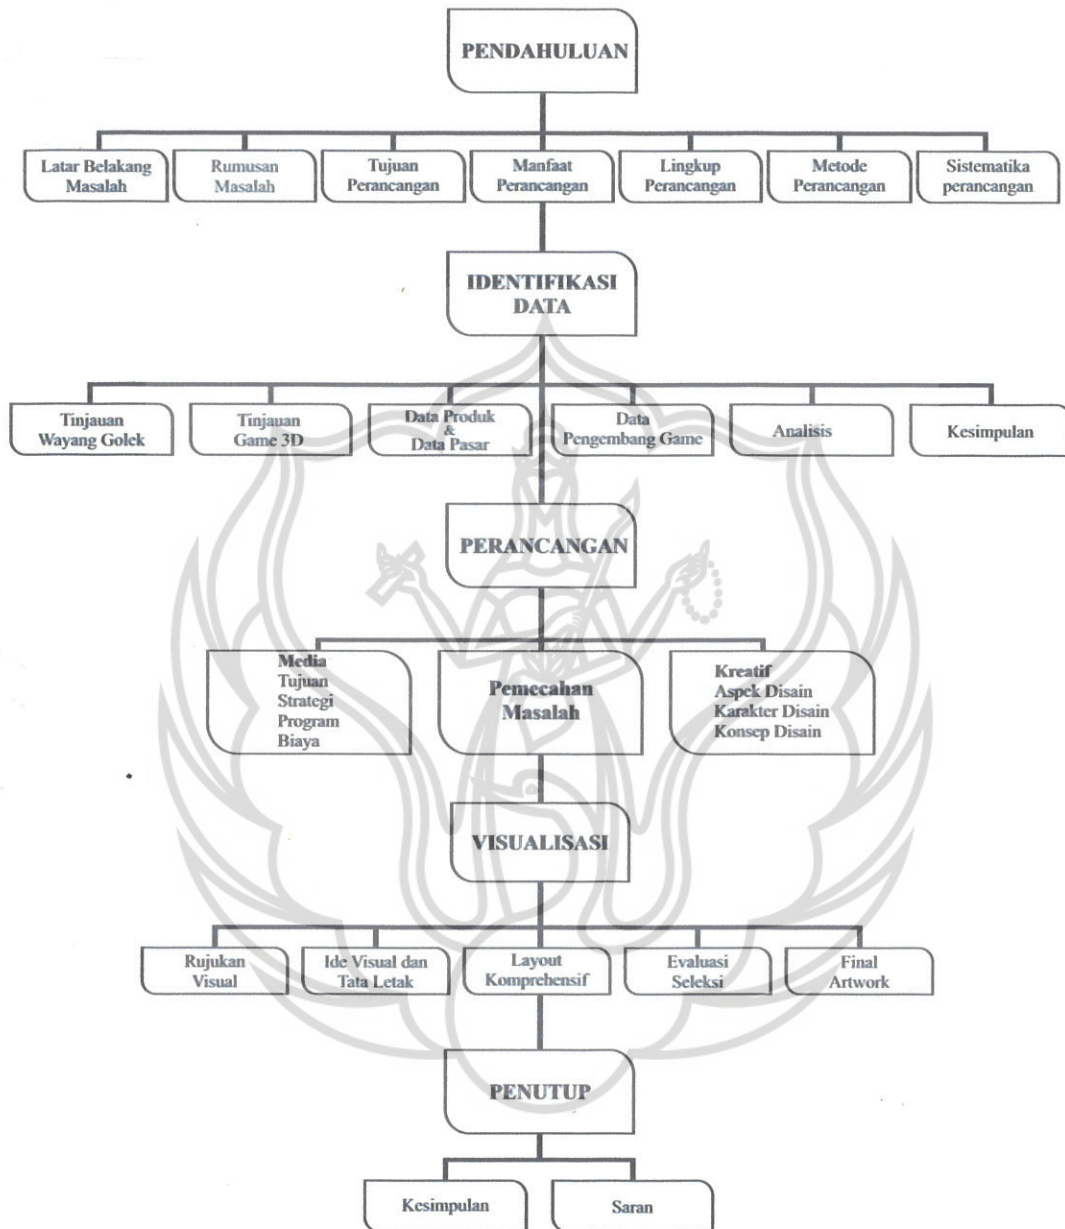 PENDAHULUAN
Latar Belakang
Masalah
Rumusan
Masalah
Tujuan
Perancangan
Manfaat
Perancangan
Lingkup
Perancangan
Metode
Perancangan
Sistematika
perancangan
IDENTIFIKASI
DATA
Tinjauan
Wayang Golek
Tinjauan
Game 3D
Data Produk
&
Data Pasar
Data
Pengembang Game
Analisis
Kesimpulan
PERANCANGAN
Media
Tujuan
Strategi
Program
Biaya
Pemecahan
Masalah
Kreatif
Aspek Disain
Karakter Disain
Konsep Disain
VISUALISASI
Rujukan
Visual
Ide Visual dan
Tata Letak
Layout
Komprehensif
Evaluasi
Seleksi
Final
Artwork
PENUTUP
Kesimpulan
Saran